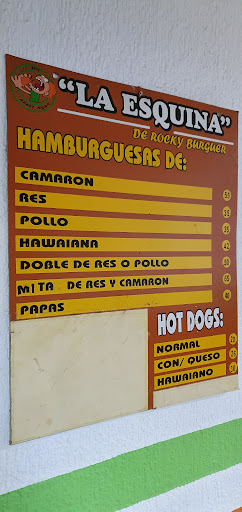 "LA ESQUINA"
DE ROCKY BURGUER
HAMBURGUESAS DE:
CAMARON
RES
POLLO
HAWAIANA
DOBLE DE RES O POLLO
MITA DE RES Y CAMARON
PAPAS
HOT DOGS:
NORMAL
CON/ QUESO
HAWAIANO